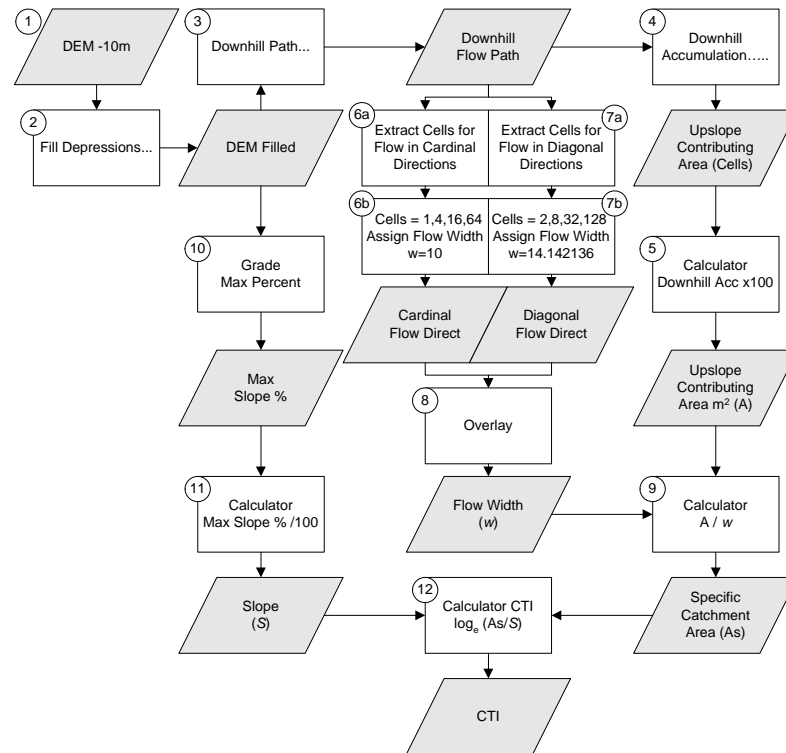 1
DEM -10m
2
Fill Depressions...
3
Downhill Path...
DEM Filled
Downhill
Flow Path
4
Downhill
Accumulation…..
Upslope
Contributing
Area (Cells)
5
Calculator
Downhill Acc x100
Upslope
Contributing
Area m² (A)
6a
Extract Cells for
Flow in Cardinal
Directions
7a
Extract Cells for
Flow in Diagonal
Directions
6b
Cells = 1,4,16,64
Assign Flow Width
w=10
7b
Cells = 2,8,32,128
Assign Flow Width
w=14.142136
Cardinal
Flow Direct
Diagonal
Flow Direct
8
Overlay
Flow Width
(w)
9
Calculator
A / w
Specific
Catchment
Area (As)
10
Grade
Max Percent
Max
Slope %
11
Calculator
Max Slope % /100
Slope
(S)
12
Calculator CTI
logₑ (As/S)
CTI